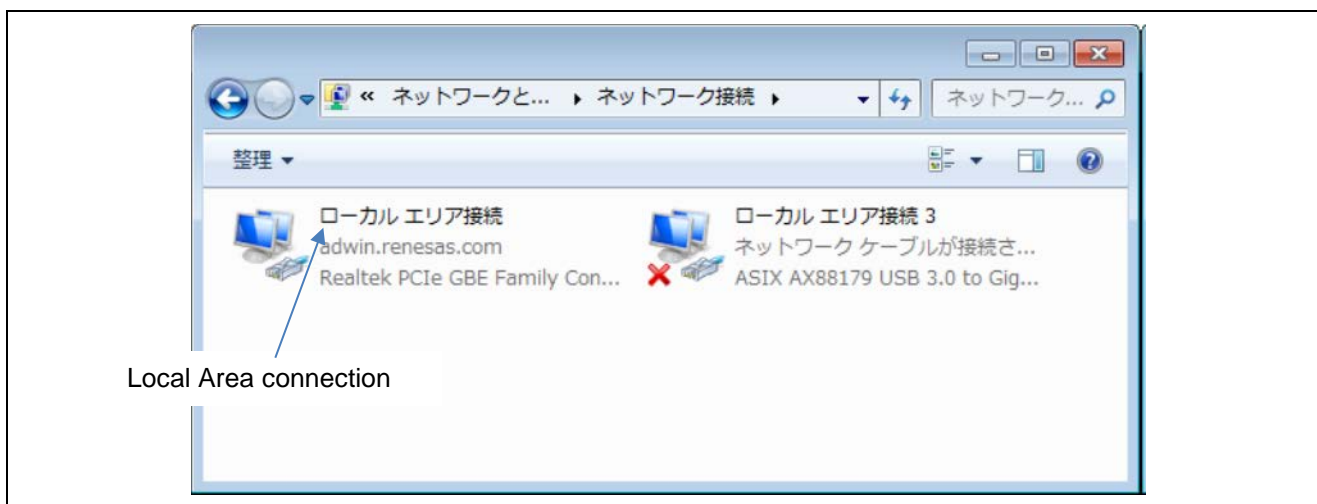 « ネットワークと... ▸ ネットワーク接続 ▸
ネットワーク...
整理
ローカル エリア接続
adwin.renesas.com
Realtek PCIe GBE Family Con...
ローカル エリア接続 3
ネットワーク ケーブルが接続さ...
ASIX AX88179 USB 3.0 to Gig...
Local Area connection